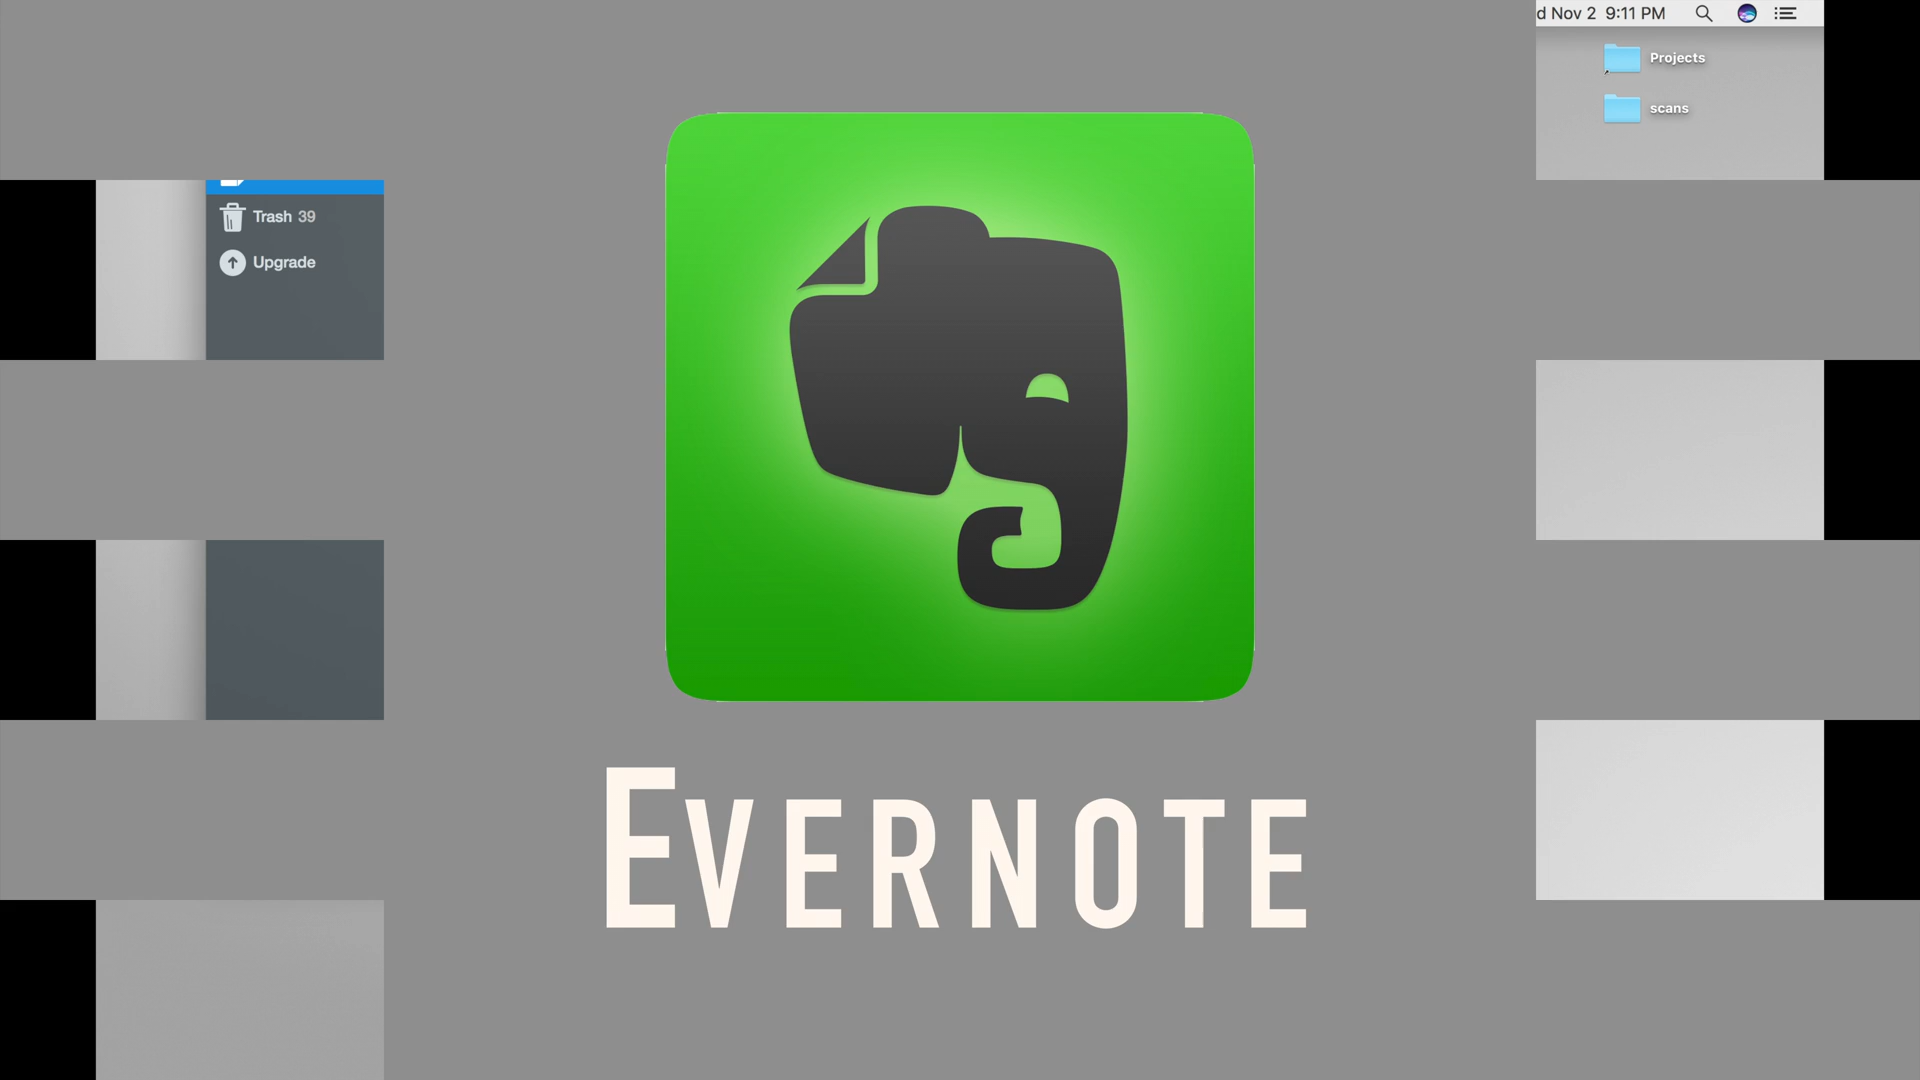 d Nov 2 9:11 PM
Projects
scans
Trash 39
Upgrade
EVERNOTE